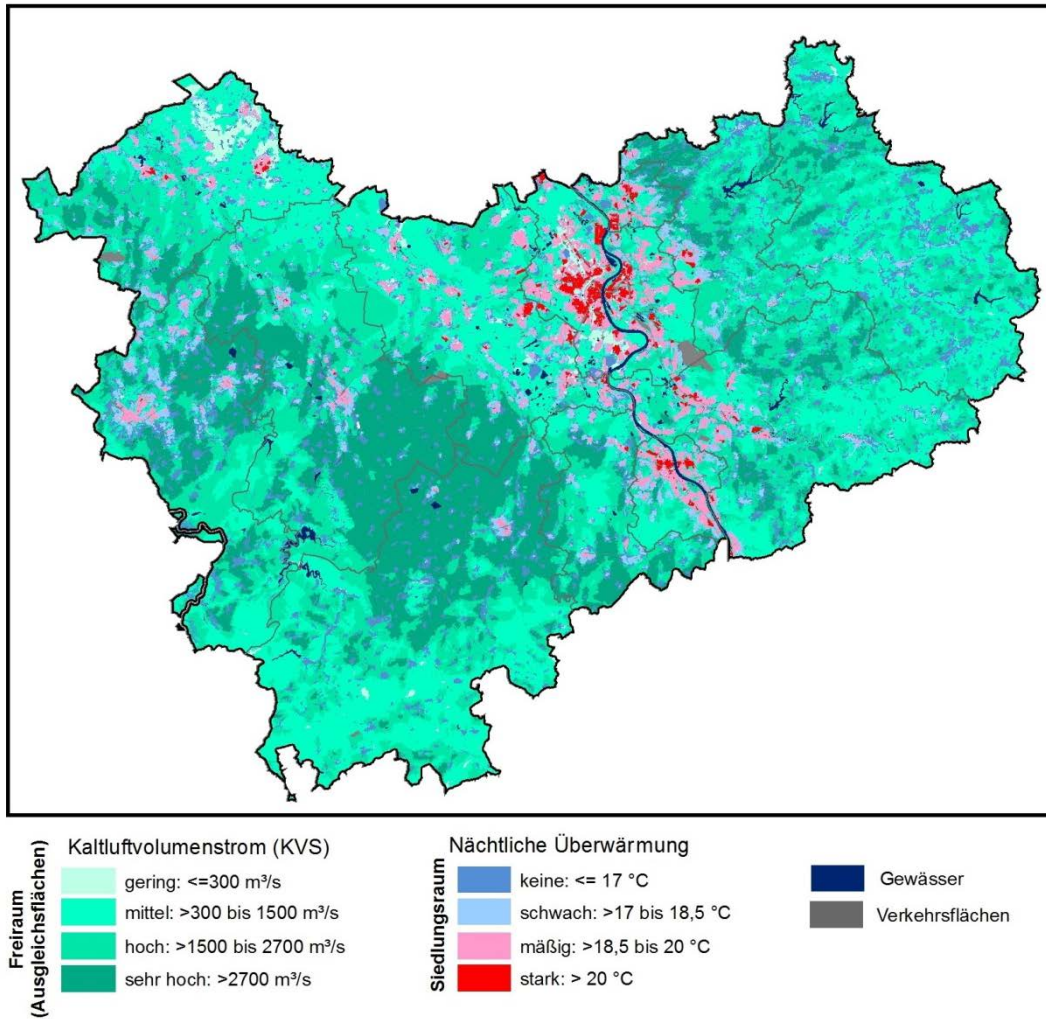 Kaltluftvolumenstrom (KVS)
Freiraum
(Ausgleichsflächen)
gering: <=300 m³/s
mittel: >300 bis 1500 m³/s
hoch: >1500 bis 2700 m³/s
sehr hoch: >2700 m³/s
Nächtliche Überwärmung
Siedlungsraum
keine: <= 17 °C
schwach: >17 bis 18,5 °C
mäßig: >18,5 bis 20 °C
stark: > 20 °C
Gewässer
Verkehrsflächen